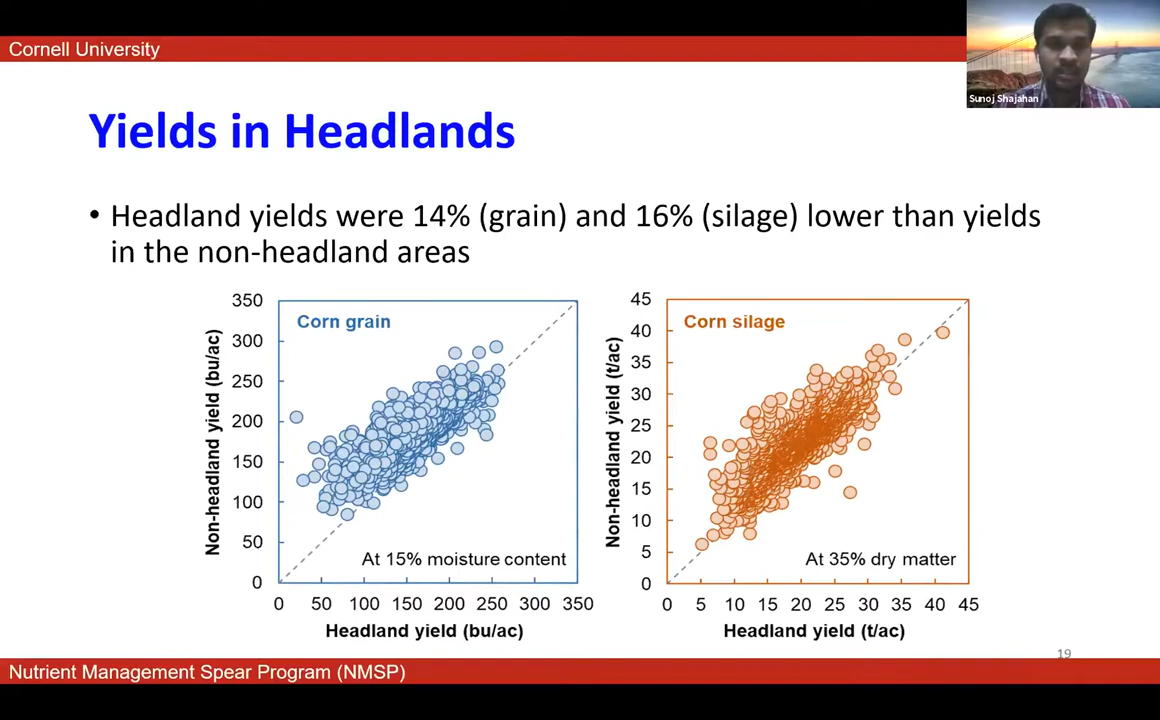 Cornell University
Sunoj Shajahan
Yields in Headlands
• Headland yields were 14% (grain) and 16% (silage) lower than yields
in the non-headland areas
Corn grain
Non-headland yield (bu/ac)
350
300
250
200
150
100
50
0
At 15% moisture content
0 50 100 150 200 250 300 350
Headland yield (bu/ac)
Corn silage
Non-headland yield (t/ac)
45
40
35
30
25
20
15
10
5
0
At 35% dry matter
0 5 10 15 20 25 30 35 40 45
Headland yield (t/ac)
19
Nutrient Management Spear Program (NMSP)